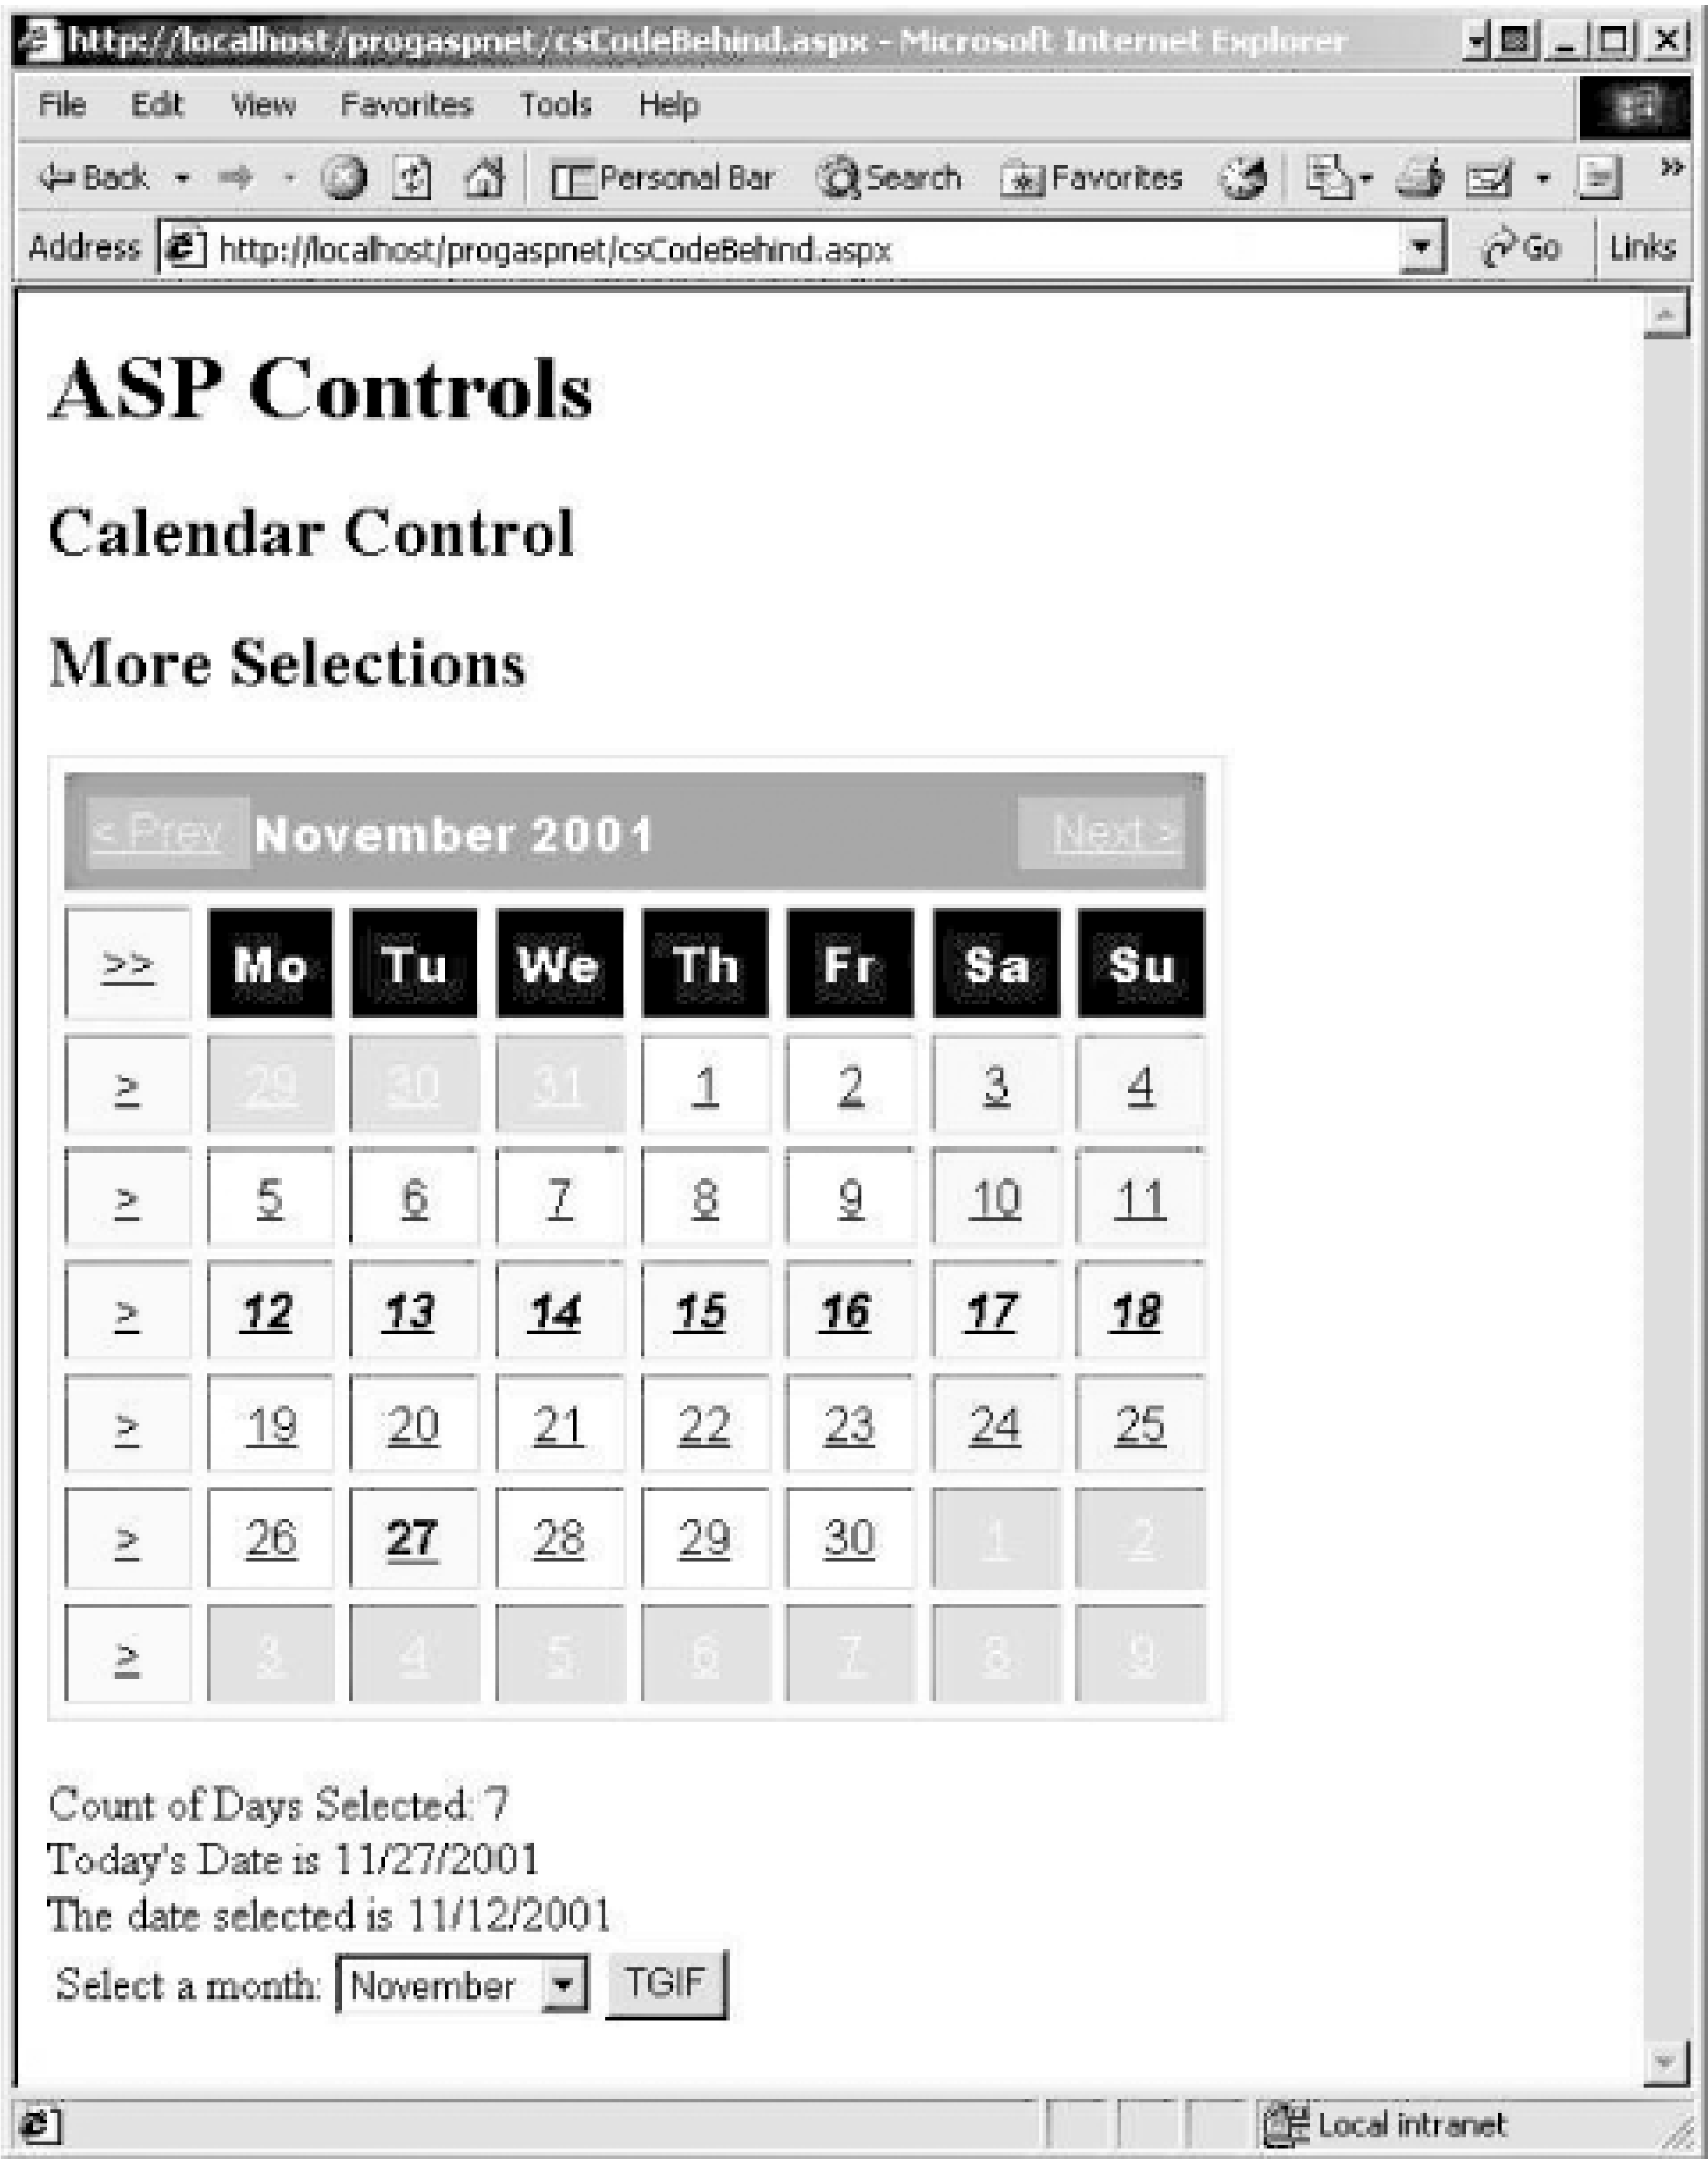 http://localhost/progaspnet/csCodeBehind.aspx - Microsoft Internet Explorer
File Edit View Favorites Tools Help
Back Personal Bar Search Favorites »
Address http://localhost/progaspnet/csCodeBehind.aspx Go Links
ASP Controls
Calendar Control
More Selections
< Prev November 2001 Next >
>> Mo Tu We Th Fr Sa Su
> 29 30 31 1 2 3 4
> 5 6 7 8 9 10 11
> 12 13 14 15 16 17 18
> 19 20 21 22 23 24 25
> 26 27 28 29 30 1 2
> 3 4 5 6 7 8 9
Count of Days Selected: 7
Today's Date is 11/27/2001
The date selected is 11/12/2001
Select a month: November TGIF
Local intranet